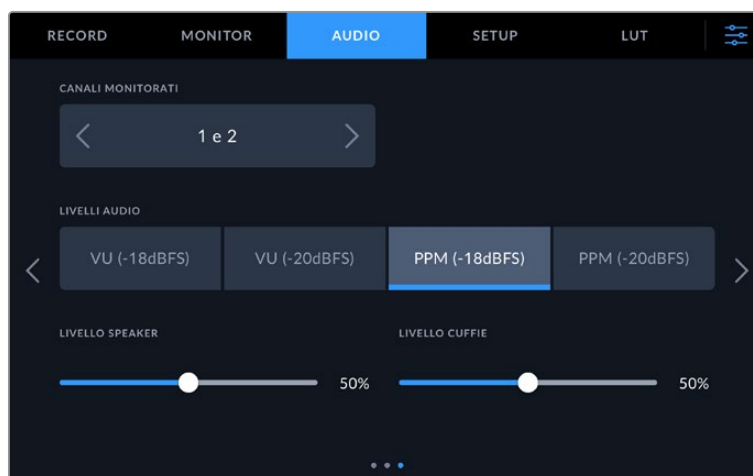 RECORD MONITOR AUDIO SETUP LUT
CANALI MONITORATI
1 e 2
LIVELLI AUDIO
VU (-18dBFS) VU (-20dBFS) PPM (-18dBFS) PPM (-20dBFS)
LIVELLO SPEAKER LIVELLO CUFFIE
50% 50%